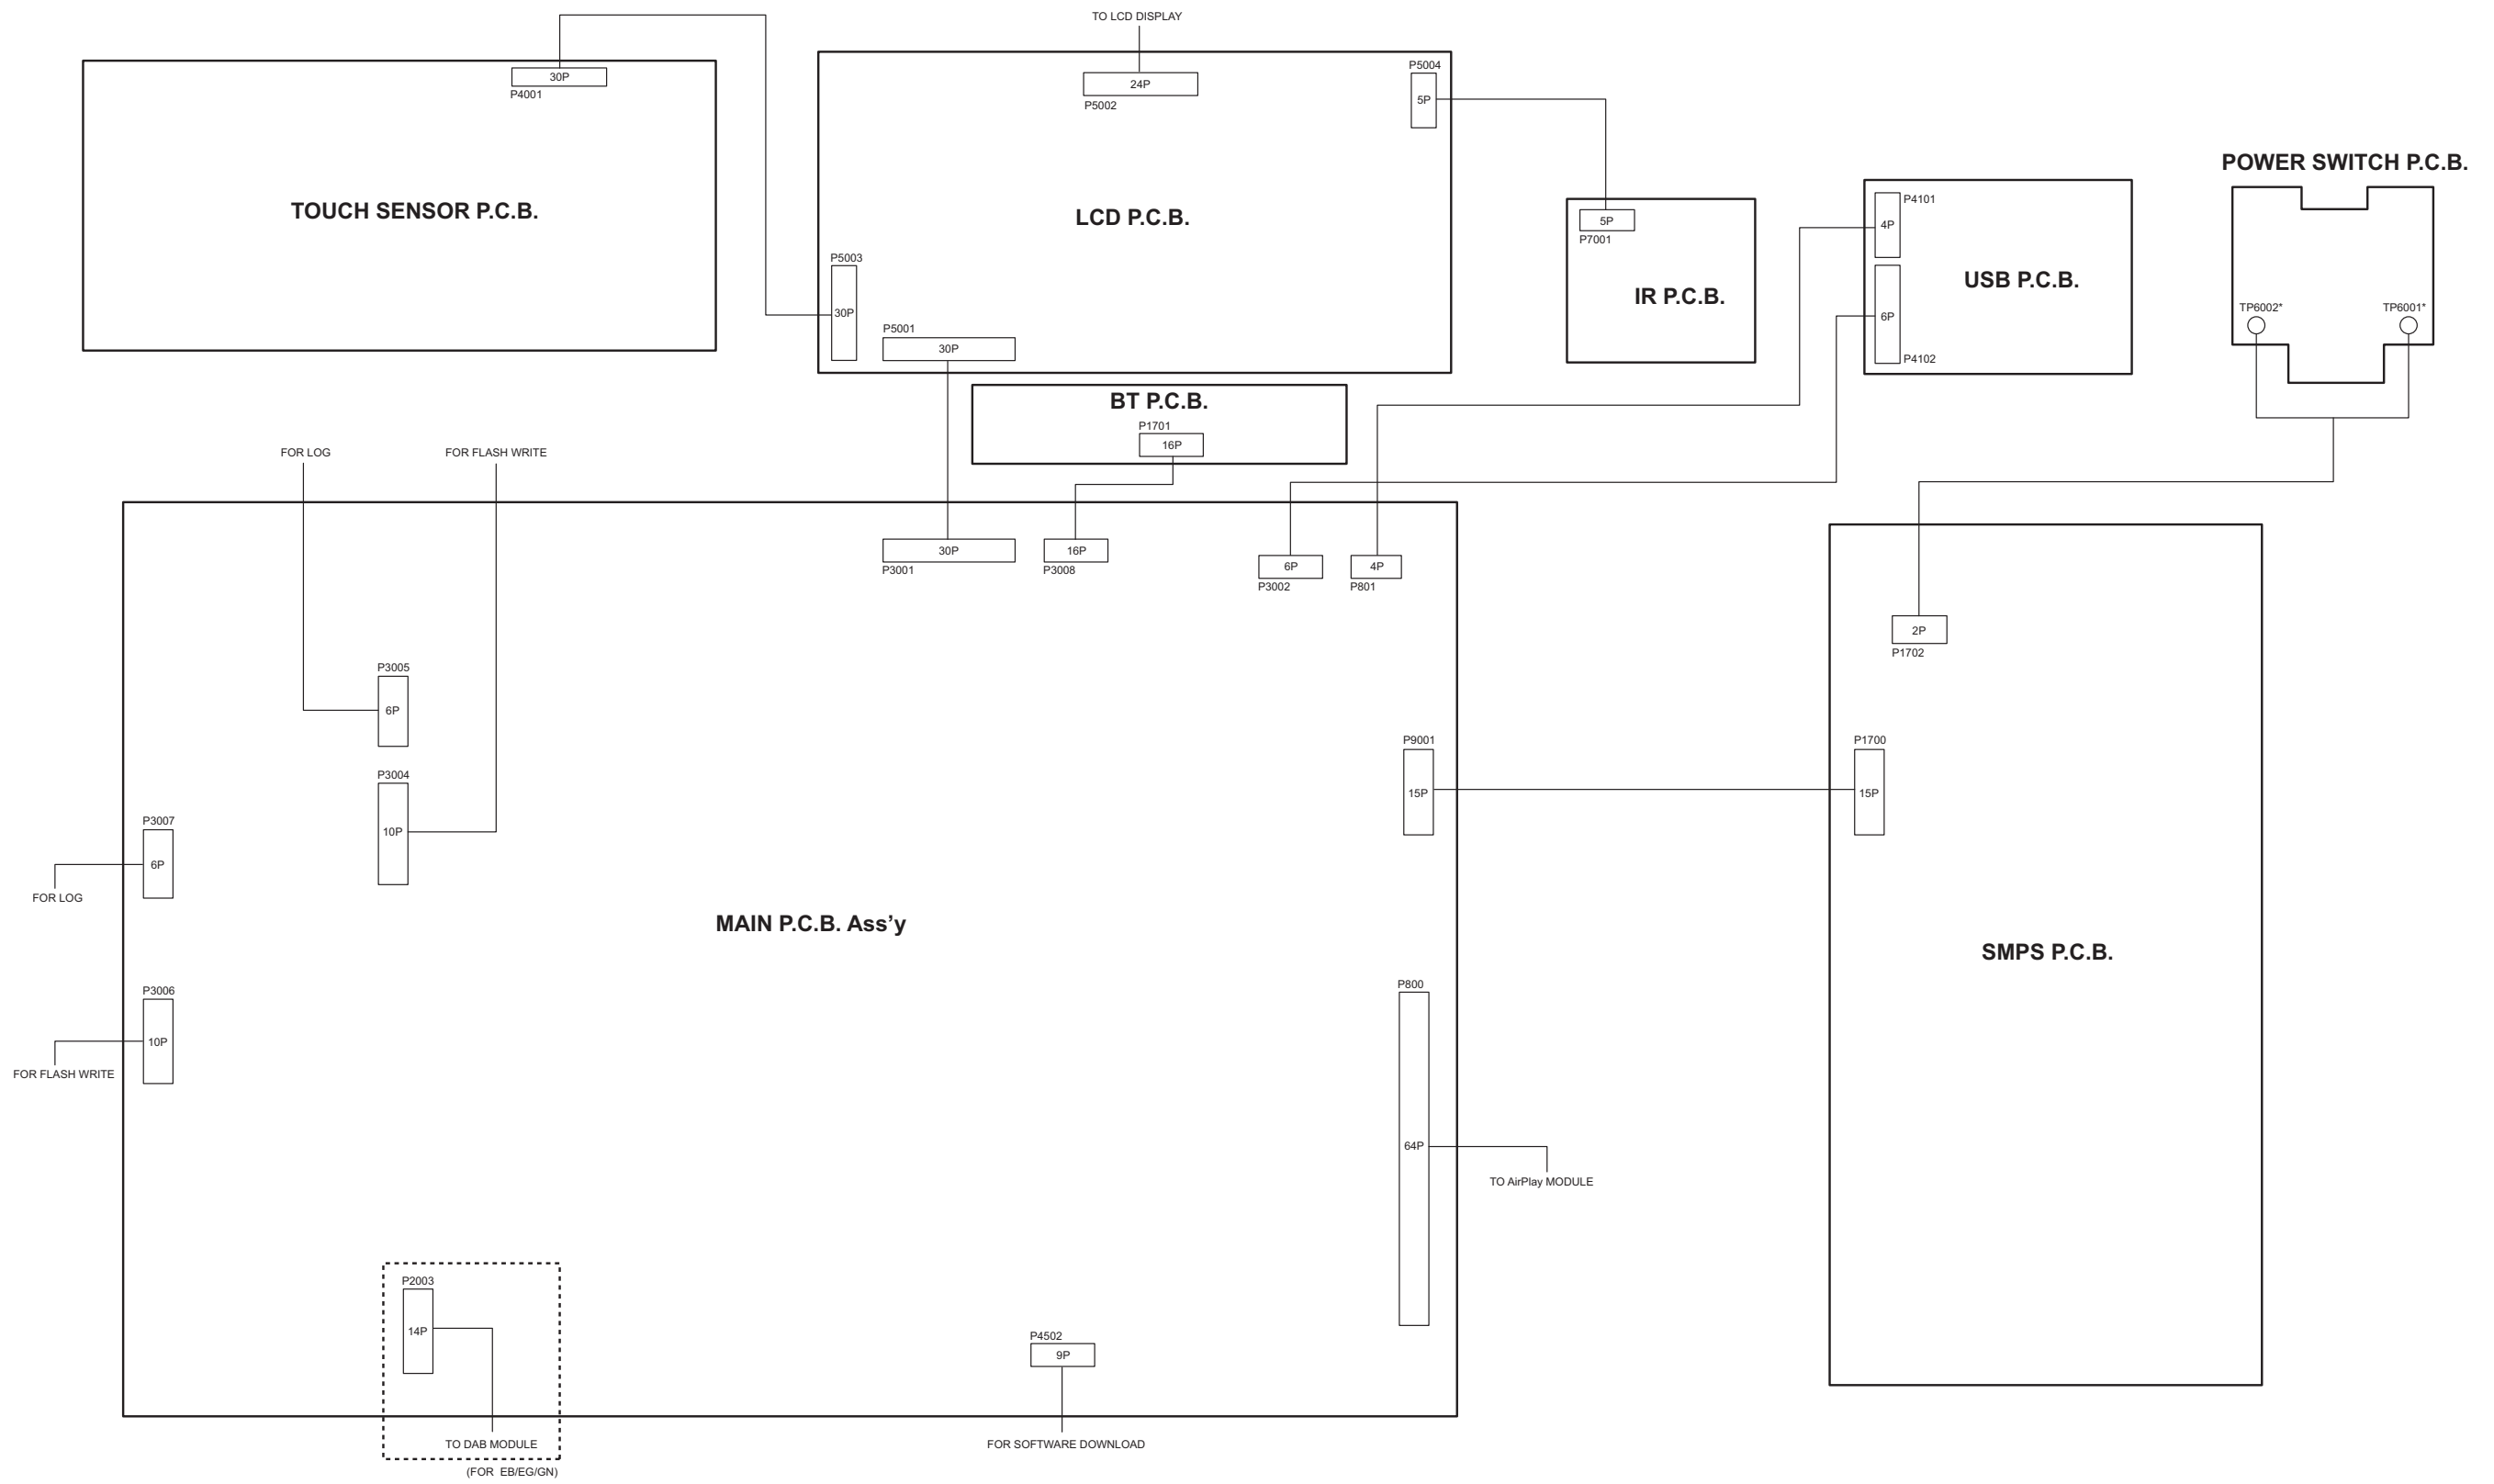 TO LCD DISPLAY
30P
P4001
TOUCH SENSOR P.C.B.
24P
P5002
P5004
5P
LCD P.C.B.
P5003
30P
P5001
30P
5P
P7001
IR P.C.B.
P4101
4P
USB P.C.B.
6P
P4102
POWER SWITCH P.C.B.
TP6002*
TP6001*
BT P.C.B.
P1701
16P
FOR LOG
FOR FLASH WRITE
30P
P3001
16P
P3008
6P
P3002
4P
P801
2P
P1702
P3005
6P
P3004
10P
P9001
15P
P1700
15P
P3007
6P
FOR LOG
MAIN P.C.B. Ass’y
SMPS P.C.B.
P3006
10P
FOR FLASH WRITE
P800
64P
TO AirPlay MODULE
P2003
14P
TO DAB MODULE
(FOR EB/EG/GN)
P4502
9P
FOR SOFTWARE DOWNLOAD